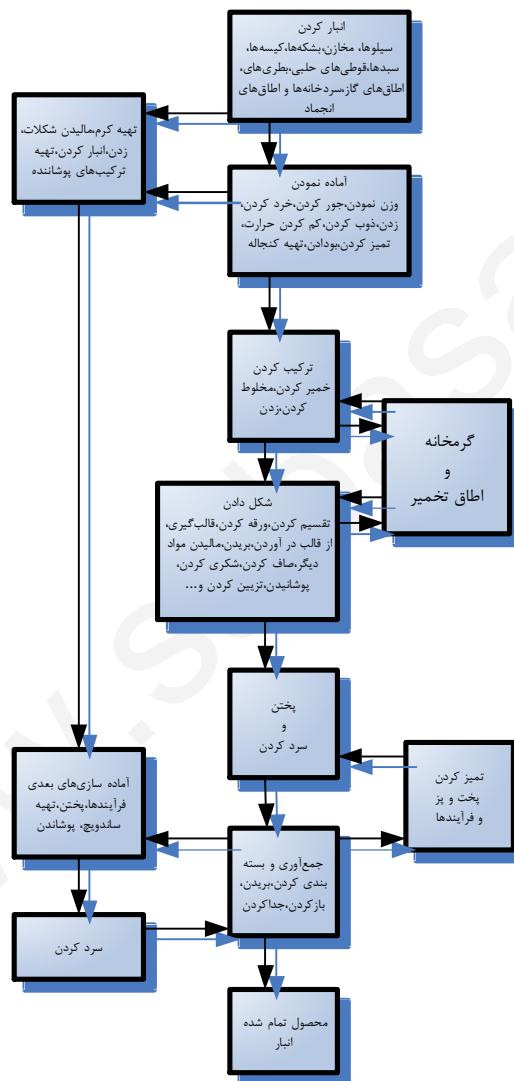 انبار کردن
سیلوها، مخازن،بشکه‌ها،کیسه‌ها،
سبدها،قوطی‌های حلبی،بطری‌های،
اطاق‌های گاز،سردخانه‌ها و اطاق‌های
انجماد
تهیه کرم،مالیدن شکلات،
زدن،انبار کردن،تهیه
ترکیب‌های پوشاننده
آماده نمودن
وزن نمودن،جور کردن،خرد کردن،
زدن،ذوب کردن،کم کردن حرارت،
تمیز کردن،بودادن،تهیه کنجاله
ترکیب کردن
خمیر کردن،مخلوط
کردن،زدن
گرمخانه
و
اطاق تخمیر
شکل دادن
تقسیم کردن،ورقه کردن،قالب‌گیری،
از قالب در آوردن،بریدن،مالیدن مواد
دیگر،صاف کردن،شکری کردن،
پوشانیدن،تزیین کردن و...
پختن
و
سرد کردن
تمیز کردن
پخت و پز
و فرآیندها
آماده سازی‌های بعدی
فرآیندها،پختن،تهیه
ساندویچ، پوشاندن
جمع‌آوری و بسته
بندی کردن،بریدن،
بازکردن،جداکردن
سرد کردن
محصول تمام شده
انبار